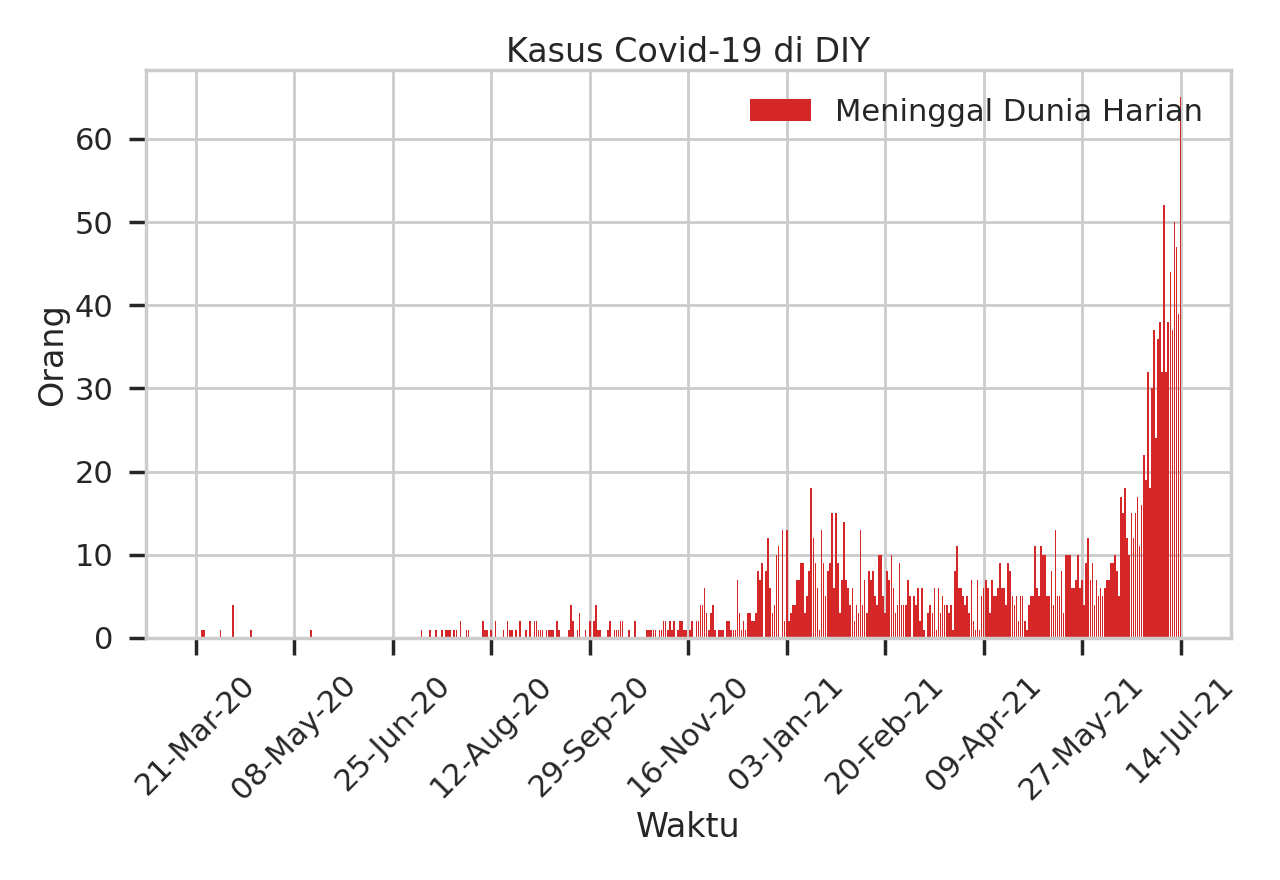 Kasus Covid-19 di DIY
Meninggal Dunia Harian
Orang
60
50
40
30
20
10
0
21-Mar-20
08-May-20
25-Jun-20
12-Aug-20
29-Sep-20
16-Nov-20
03-Jan-21
20-Feb-21
09-Apr-21
27-May-21
14-Jul-21
Waktu